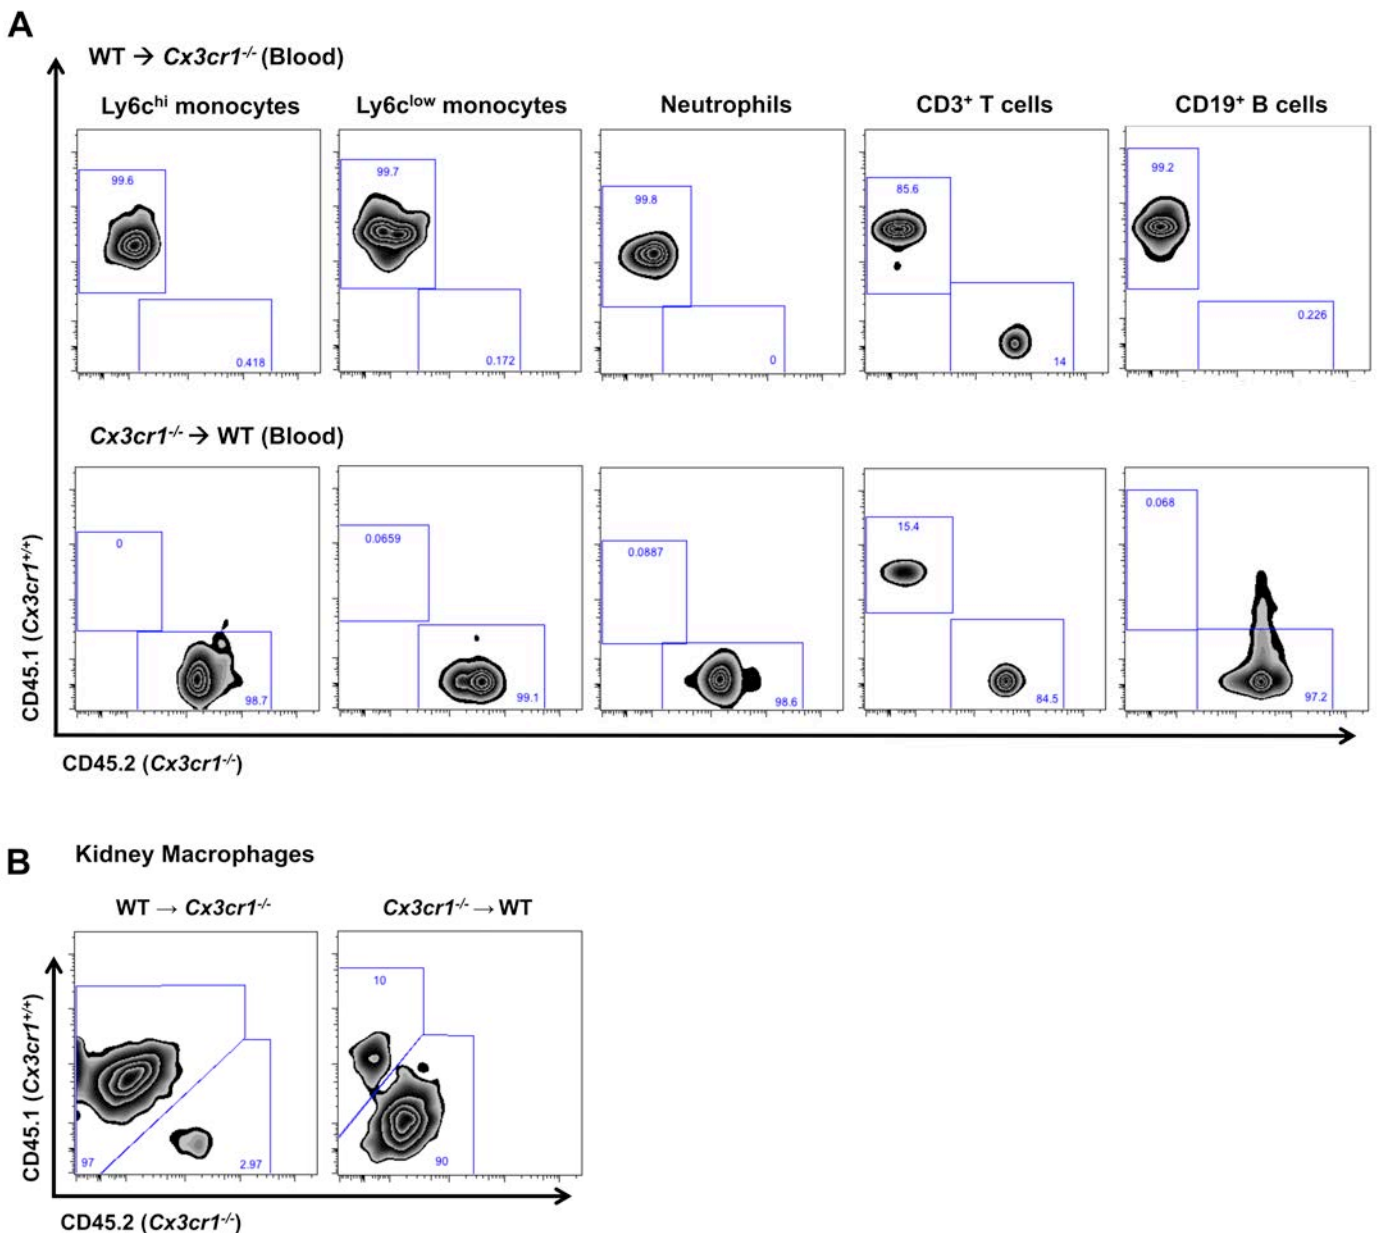 A
WT → Cx3cr1-/- (Blood)
Ly6chi monocytes
Ly6clow monocytes
Neutrophils
CD3+ T cells
CD19+ B cells
99.6
0.418
99.7
0.172
99.8
0
85.6
14
99.2
0.226
Cx3cr1-/- → WT (Blood)
0
98.7
0.0659
99.1
0.0887
98.6
15.4
84.5
0.068
97.2
CD45.1 (Cx3cr1+/+)
CD45.2 (Cx3cr1-/-)
B
Kidney Macrophages
WT → Cx3cr1-/-
Cx3cr1-/- → WT
97
2.97
10
90
CD45.1 (Cx3cr1+/+)
CD45.2 (Cx3cr1-/-)